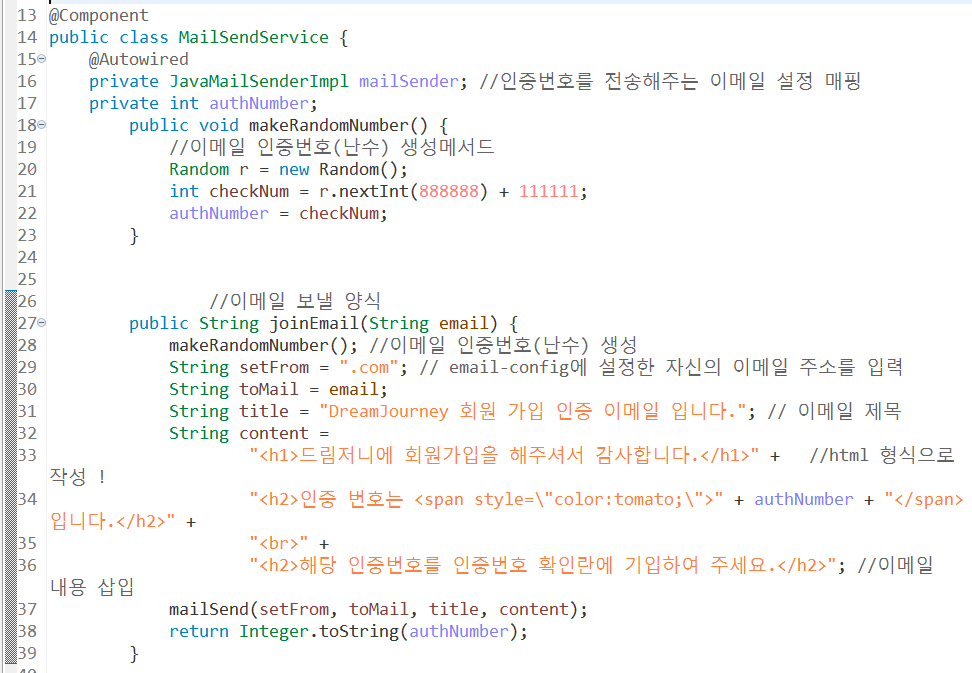 13 @Component
14 public class MailSendService {
15 @Autowired
16 private JavaMailSenderImpl mailSender; //인증번호를 전송해주는 이메일 설정 매핑
17 private int authNumber;
18 public void makeRandomNumber() {
19 //이메일 인증번호(난수) 생성메서드
20 Random r = new Random();
21 int checkNum = r.nextInt(888888) + 111111;
22 authNumber = checkNum;
23 }
24
25
26 //이메일 보낼 양식
27 public String joinEmail(String email) {
28 makeRandomNumber(); //이메일 인증번호(난수) 생성
29 String setFrom = ".com"; // email-config에 설정한 자신의 이메일 주소를 입력
30 String toMail = email;
31 String title = "DreamJourney 회원 가입 인증 이메일 입니다."; // 이메일 제목
32 String content =
33 "<h1>드림저니에 회원가입을 해주셔서 감사합니다.</h1>" + //html 형식으로
작성 !
34 "<h2>인증 번호는 <span style=\"color:tomato;\">" + authNumber + "</span>
입니다.</h2>" +
35 "<br>" +
36 "<h2>해당 인증번호를 인증번호 확인란에 기입하여 주세요.</h2>"; //이메일
내용 삽입
37 mailSend(setFrom, toMail, title, content);
38 return Integer.toString(authNumber);
39 }